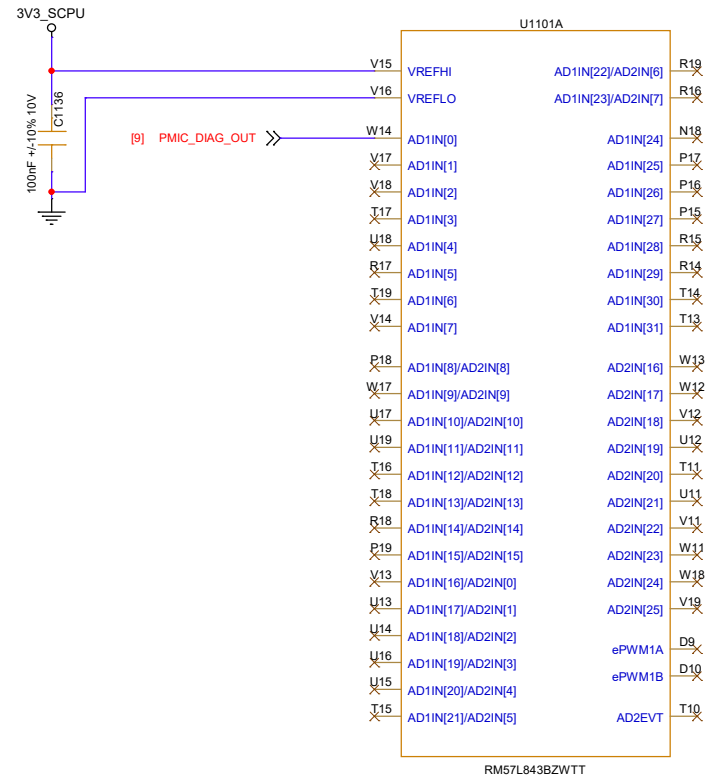 3V3_SCPU
U1101A
V15 VREFHI AD1IN[22]/AD2IN[6] R19
V16 VREFLO AD1IN[23]/AD2IN[7] R16
C1136
100nF +/-10% 10V
[9] PMIC_DIAG_OUT W14 AD1IN[0] AD1IN[24] N18
V17 AD1IN[1] AD1IN[25] P17
V18 AD1IN[2] AD1IN[26] P16
T17 AD1IN[3] AD1IN[27] P15
U18 AD1IN[4] AD1IN[28] R15
R17 AD1IN[5] AD1IN[29] R14
T19 AD1IN[6] AD1IN[30] T14
V14 AD1IN[7] AD1IN[31] T13
P18 AD1IN[8]/AD2IN[8] AD2IN[16] W13
W17 AD1IN[9]/AD2IN[9] AD2IN[17] W12
U17 AD1IN[10]/AD2IN[10] AD2IN[18] V12
U19 AD1IN[11]/AD2IN[11] AD2IN[19] U12
T16 AD1IN[12]/AD2IN[12] AD2IN[20] T11
T18 AD1IN[13]/AD2IN[13] AD2IN[21] U11
R18 AD1IN[14]/AD2IN[14] AD2IN[22] V11
P19 AD1IN[15]/AD2IN[15] AD2IN[23] W11
V13 AD1IN[16]/AD2IN[0] AD2IN[24] W18
U13 AD1IN[17]/AD2IN[1] AD2IN[25] V19
U14 AD1IN[18]/AD2IN[2]
ePWM1A D9
U16 AD1IN[19]/AD2IN[3]
ePWM1B D10
U15 AD1IN[20]/AD2IN[4]
T15 AD1IN[21]/AD2IN[5] AD2EVT T10
RM57L843BZWTT